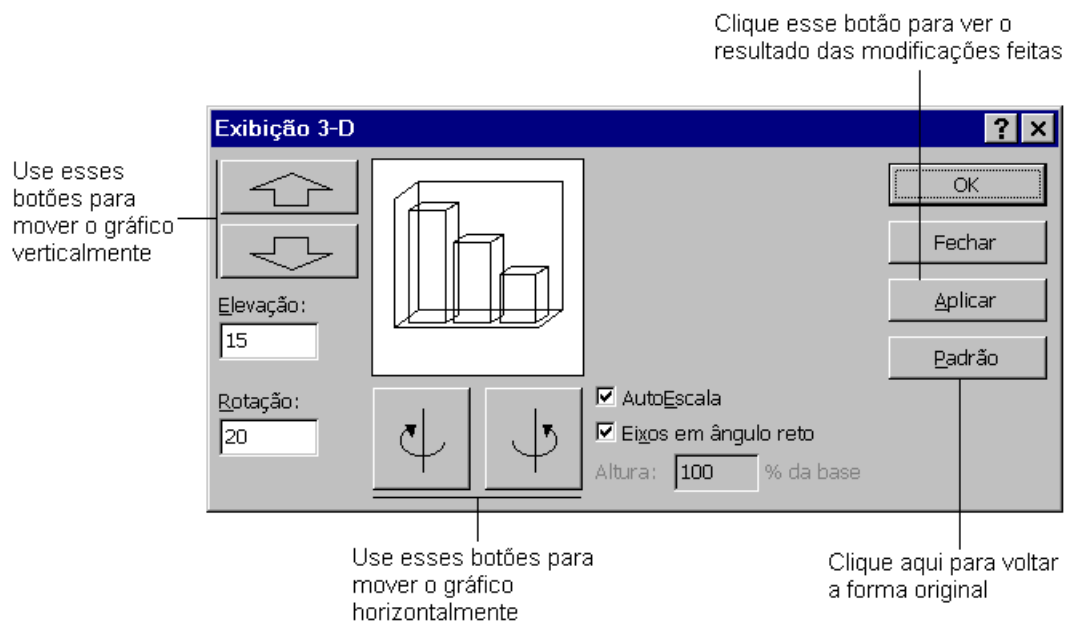 Clique esse botão para ver o
resultado das modificações feitas
Exibição 3-D
Use esses
botões para
mover o gráfico
verticalmente
OK
Fechar
Elevação:
15
Aplicar
Padrão
Rotação:
20
AutoEscala
Eixos em ângulo reto
Altura: 100 % da base
Use esses botões para
mover o gráfico
horizontalmente
Clique aqui para voltar
a forma original